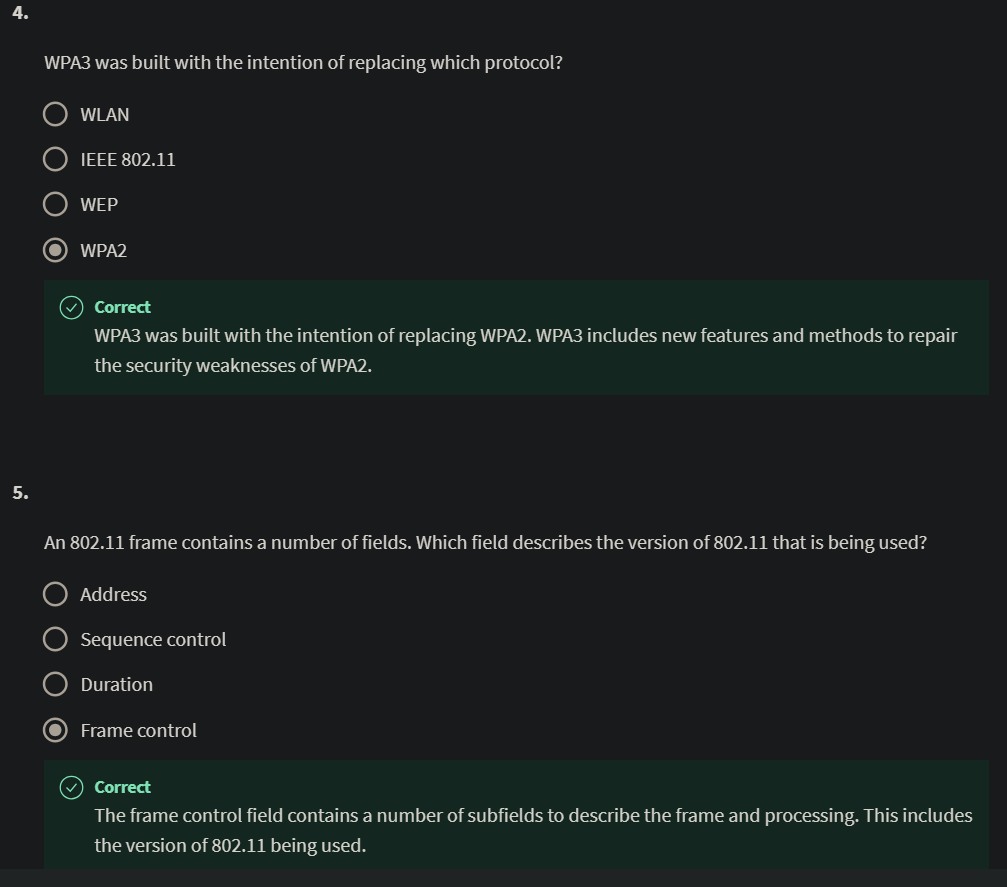 4.
WPA3 was built with the intention of replacing which protocol?
WLAN
IEEE 802.11
WEP
WPA2
Correct
WPA3 was built with the intention of replacing WPA2. WPA3 includes new features and methods to repair
the security weaknesses of WPA2.
5.
An 802.11 frame contains a number of fields. Which field describes the version of 802.11 that is being used?
Address
Sequence control
Duration
Frame control
Correct
The frame control field contains a number of subfields to describe the frame and processing. This includes
the version of 802.11 being used.